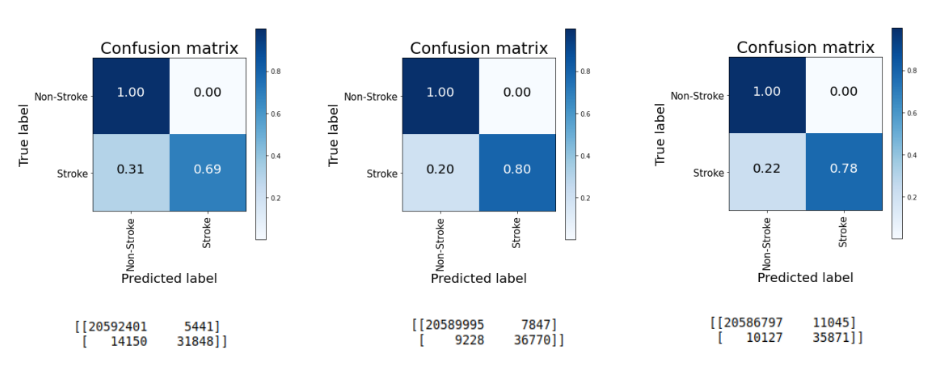 Confusion matrix
0.8
0.6
0.4
0.2
True label
Non-Stroke
1.00 0.00
Stroke
0.31 0.69
Non-Stroke
Stroke
Predicted label
[[20592401 5441]
[ 14150 31848]]
Confusion matrix
0.8
0.6
0.4
0.2
True label
Non-Stroke
1.00 0.00
Stroke
0.20 0.80
Non-Stroke
Stroke
Predicted label
[[20589995 7847]
[ 9228 36770]]
Confusion matrix
0.8
0.6
0.4
0.2
True label
Non-Stroke
1.00 0.00
Stroke
0.22 0.78
Non-Stroke
Stroke
Predicted label
[[20586797 11045]
[ 10127 35871]]